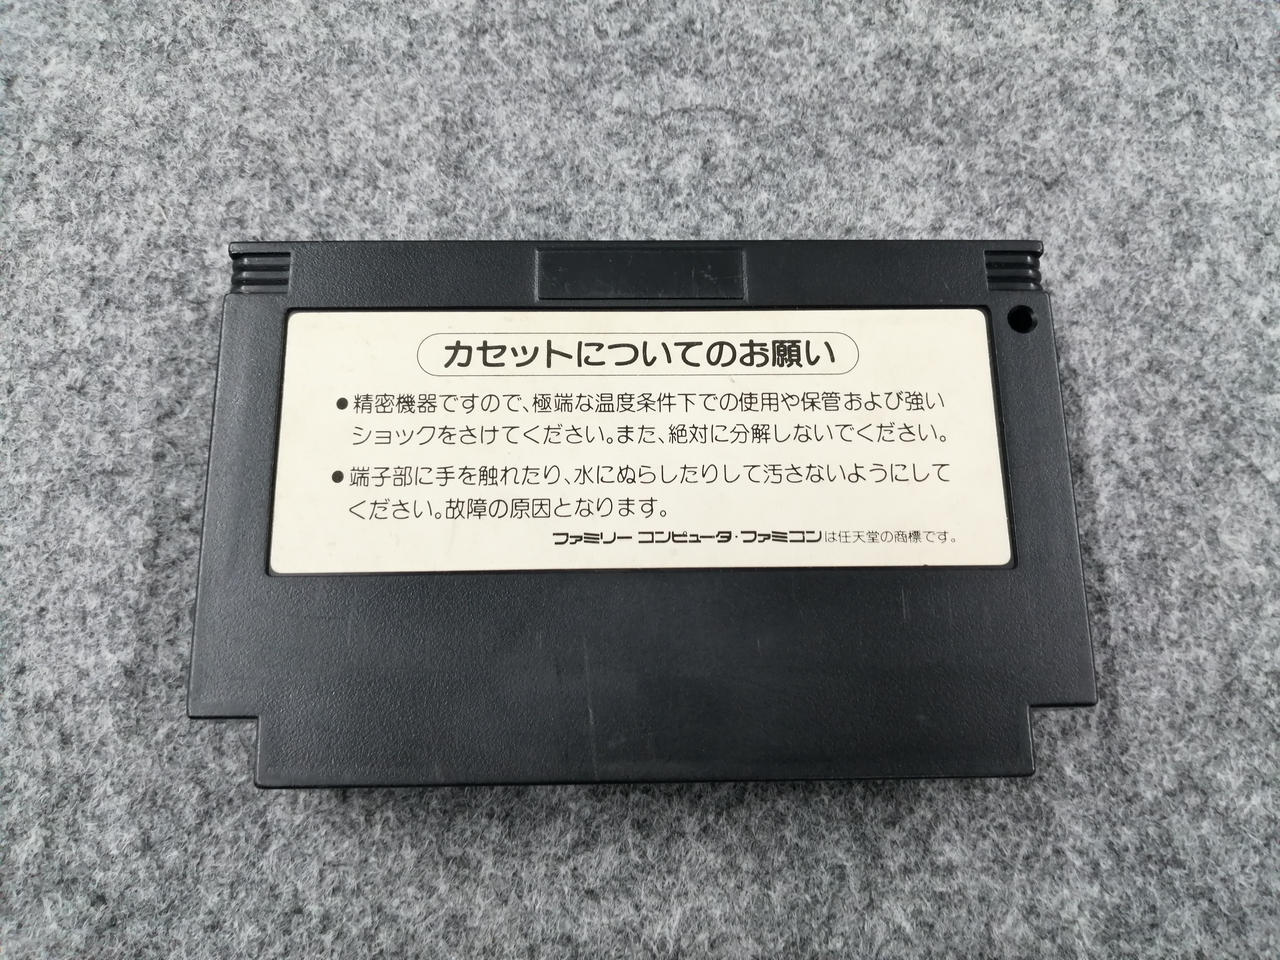 カセットについてのお願い
●精密機器ですので、極端な温度条件下での使用や保管および強い
ショックをさけてください。また、絶対に分解しないでください。
●端子部に手を触れたり、水にぬらしたりして汚さないようにして
ください。故障の原因となります。
ファミリー コンピュータ・ファミコンは任天堂の商標です。